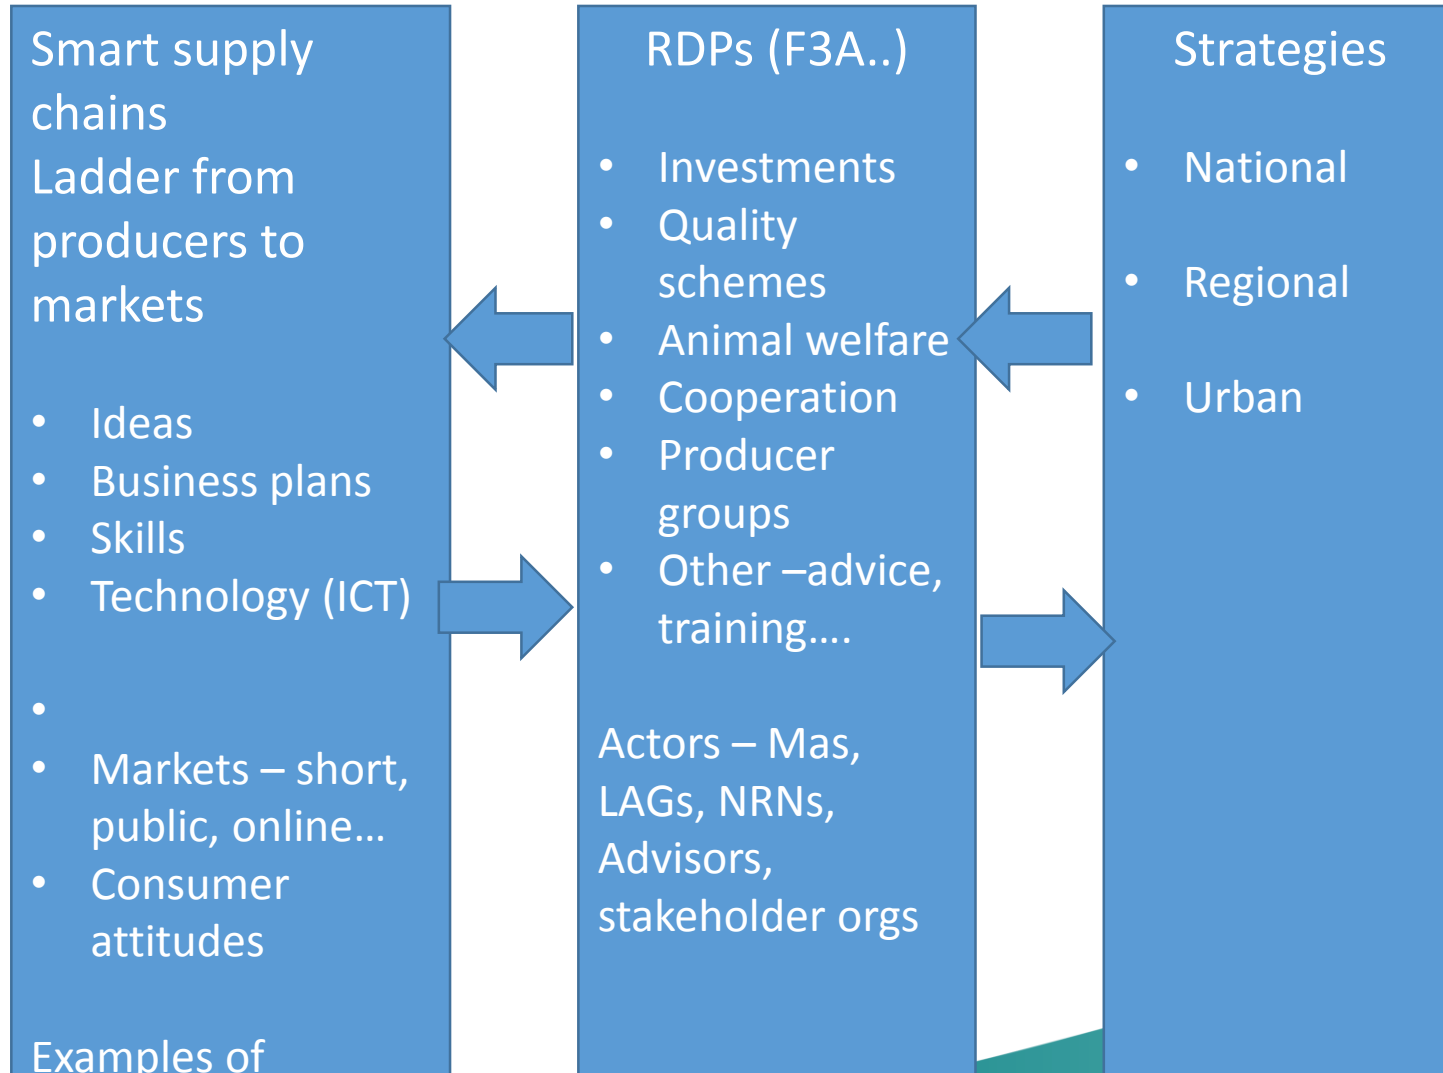 Smart supply
chains
Ladder from
producers to
markets
• Ideas
• Business plans
• Skills
• Technology (ICT)
•
• Markets – short,
public, online…
• Consumer
attitudes
Examples of
RDPs (F3A..)
• Investments
• Quality
schemes
• Animal welfare
• Cooperation
• Producer
groups
• Other –advice,
training….
Actors – Mas,
LAGs, NRNs,
Advisors,
stakeholder orgs
Strategies
• National
• Regional
• Urban